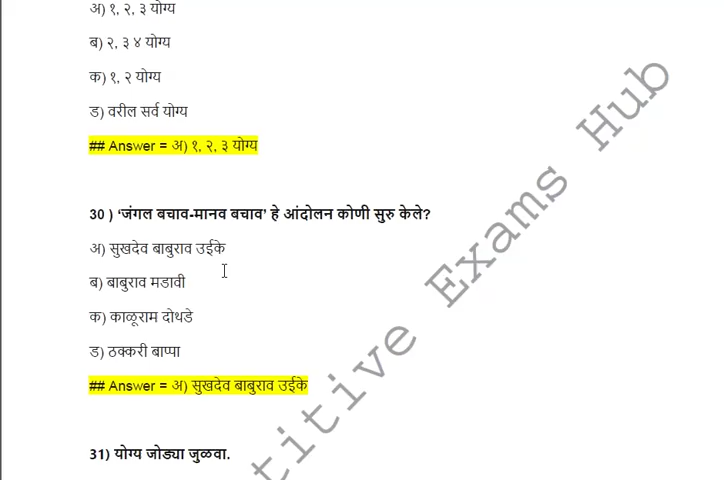 अ) १, २, ३ योग्य
ब) २, ३ ४ योग्य
क) १, २ योग्य
ड) वरील सर्व योग्य
## Answer = अ) १, २, ३ योग्य
30 ) ‘जंगल बचाव-मानव बचाव’ हे आंदोलन कोणी सुरु केले?
अ) सुखदेव बाबुराव उईके
ब) बाबुराव मडावी
क) काळूराम दोथडे
ड) ठक्करी बाप्पा
## Answer = अ) सुखदेव बाबुराव उईके
31) योग्य जोड्या जुळवा.
titive Exams Hub